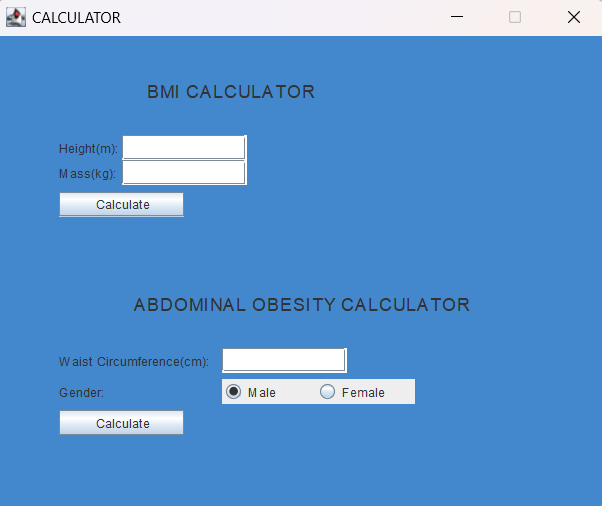 CALCULATOR
BMI CALCULATOR
Height(m):
Mass(kg):
Calculate
ABDOMINAL OBESITY CALCULATOR
Waist Circumference(cm):
Gender: Male Female
Calculate